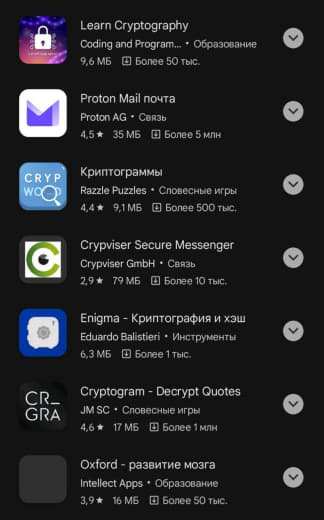 Learn Cryptography
Coding and Program... • Образование
9,6 МБ Более 50 тыс.
Proton Mail почта
Proton AG • Связь
4,5★ 35 МБ Более 5 млн
CRYP
WO D
Криптограммы
Razzle Puzzles • Словесные игры
4,4★ 9,1 МБ Более 500 тыс.
Crypviser Secure Messenger
Crypviser GmbH • Связь
2,9★ 79 МБ Более 10 тыс.
Enigma - Криптография и хэш
Eduardo Balistieri • Инструменты
6,3 МБ Более 1 тыс.
CR_
GRA
Cryptogram - Decrypt Quotes
JM SC • Словесные игры
4,6★ 17 МБ Более 1 млн
Oxford - развитие мозга
Intellect Apps • Образование
3,9★ 16 МБ Более 50 тыс.